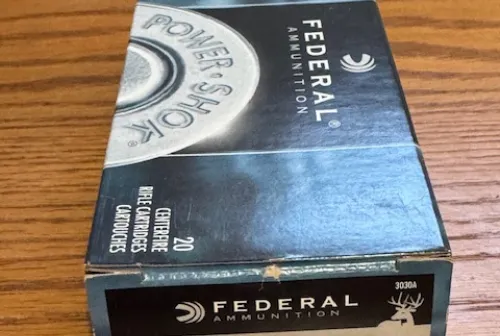 POWER·SHOK®
FEDERAL®
AMMUNITION
20
CENTERFIRE
RIFLE CARTRIDGES
CARTOUCHES
3030A
FEDERAL
AMMUNITION